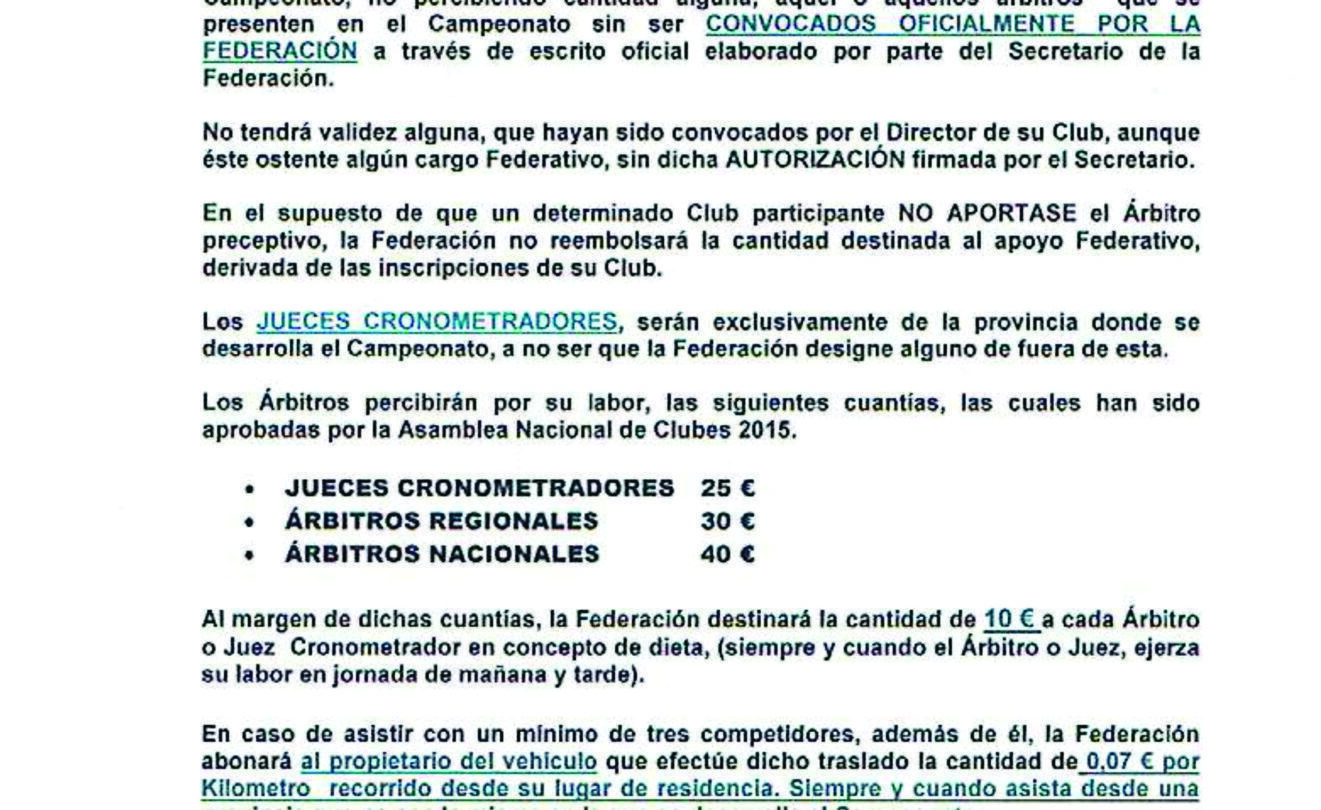 Campeonato, no percibiendo cantidad alguna, aquel o aquellos árbitros que se
presenten en el Campeonato sin ser CONVOCADOS OFICIALMENTE POR LA
FEDERACIÓN a través de escrito oficial elaborado por parte del Secretario de la
Federación.
No tendrá validez alguna, que hayan sido convocados por el Director de su Club, aunque
éste ostente algún cargo Federativo, sin dicha AUTORIZACIÓN firmada por el Secretario.
En el supuesto de que un determinado Club participante NO APORTASE el Árbitro
preceptivo, la Federación no reembolsará la cantidad destinada al apoyo Federativo,
derivada de las inscripciones de su Club.
Los JUECES CRONOMETRADORES, serán exclusivamente de la provincia donde se
desarrolla el Campeonato, a no ser que la Federación designe alguno de fuera de esta.
Los Árbitros percibirán por su labor, las siguientes cuantías, las cuales han sido
aprobadas por la Asamblea Nacional de Clubes 2015.
• JUECES CRONOMETRADORES 25 €
• ÁRBITROS REGIONALES 30 €
• ÁRBITROS NACIONALES 40 €
Al margen de dichas cuantías, la Federación destinará la cantidad de 10 € a cada Árbitro
o Juez Cronometrador en concepto de dieta, (siempre y cuando el Árbitro o Juez, ejerza
su labor en jornada de mañana y tarde).
En caso de asistir con un mínimo de tres competidores, además de él, la Federación
abonará al propietario del vehículo que efectúe dicho traslado la cantidad de 0,07 € por
Kilometro recorrido desde su lugar de residencia. Siempre y cuando asista desde una